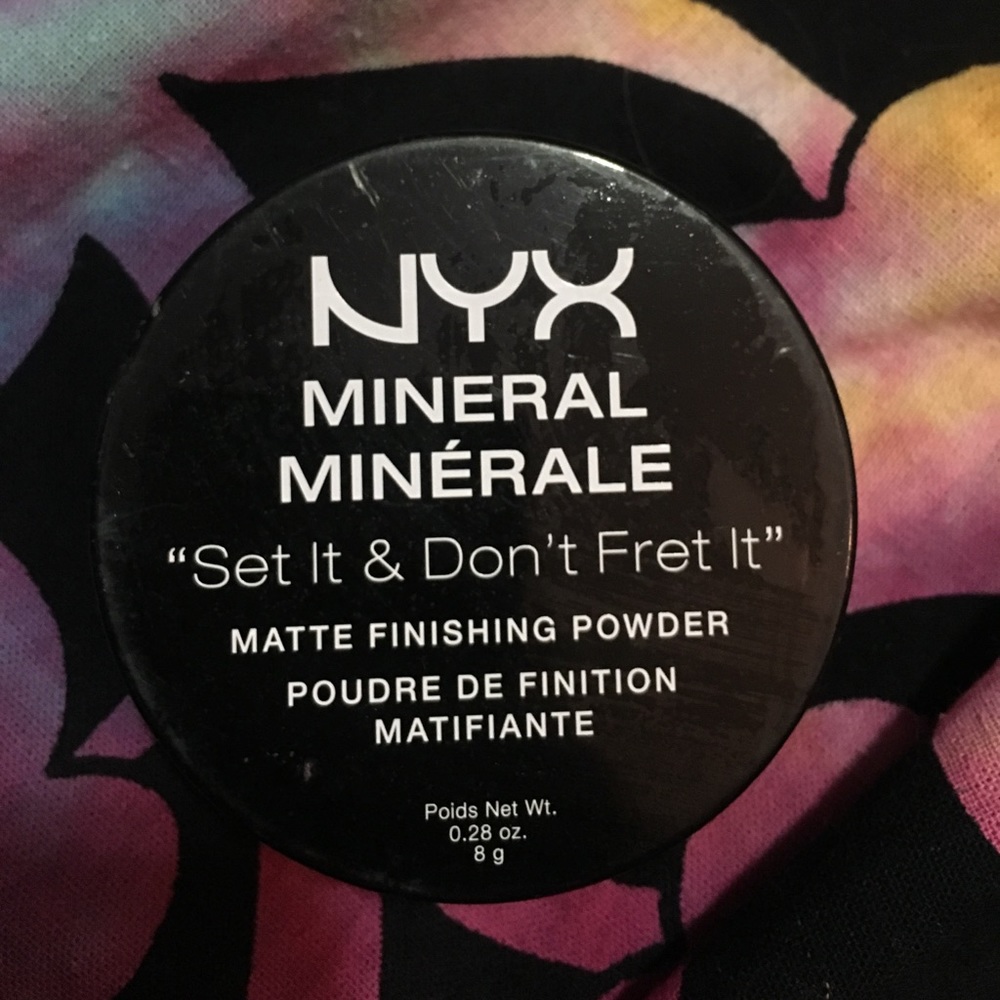 NYX
MINERAL
MINÉRALE
“Set It & Don’t Fret It”
MATTE FINISHING POWDER
POUDRE DE FINITION
MATIFIANTE
Poids Net Wt.
0.28 oz.
8 g